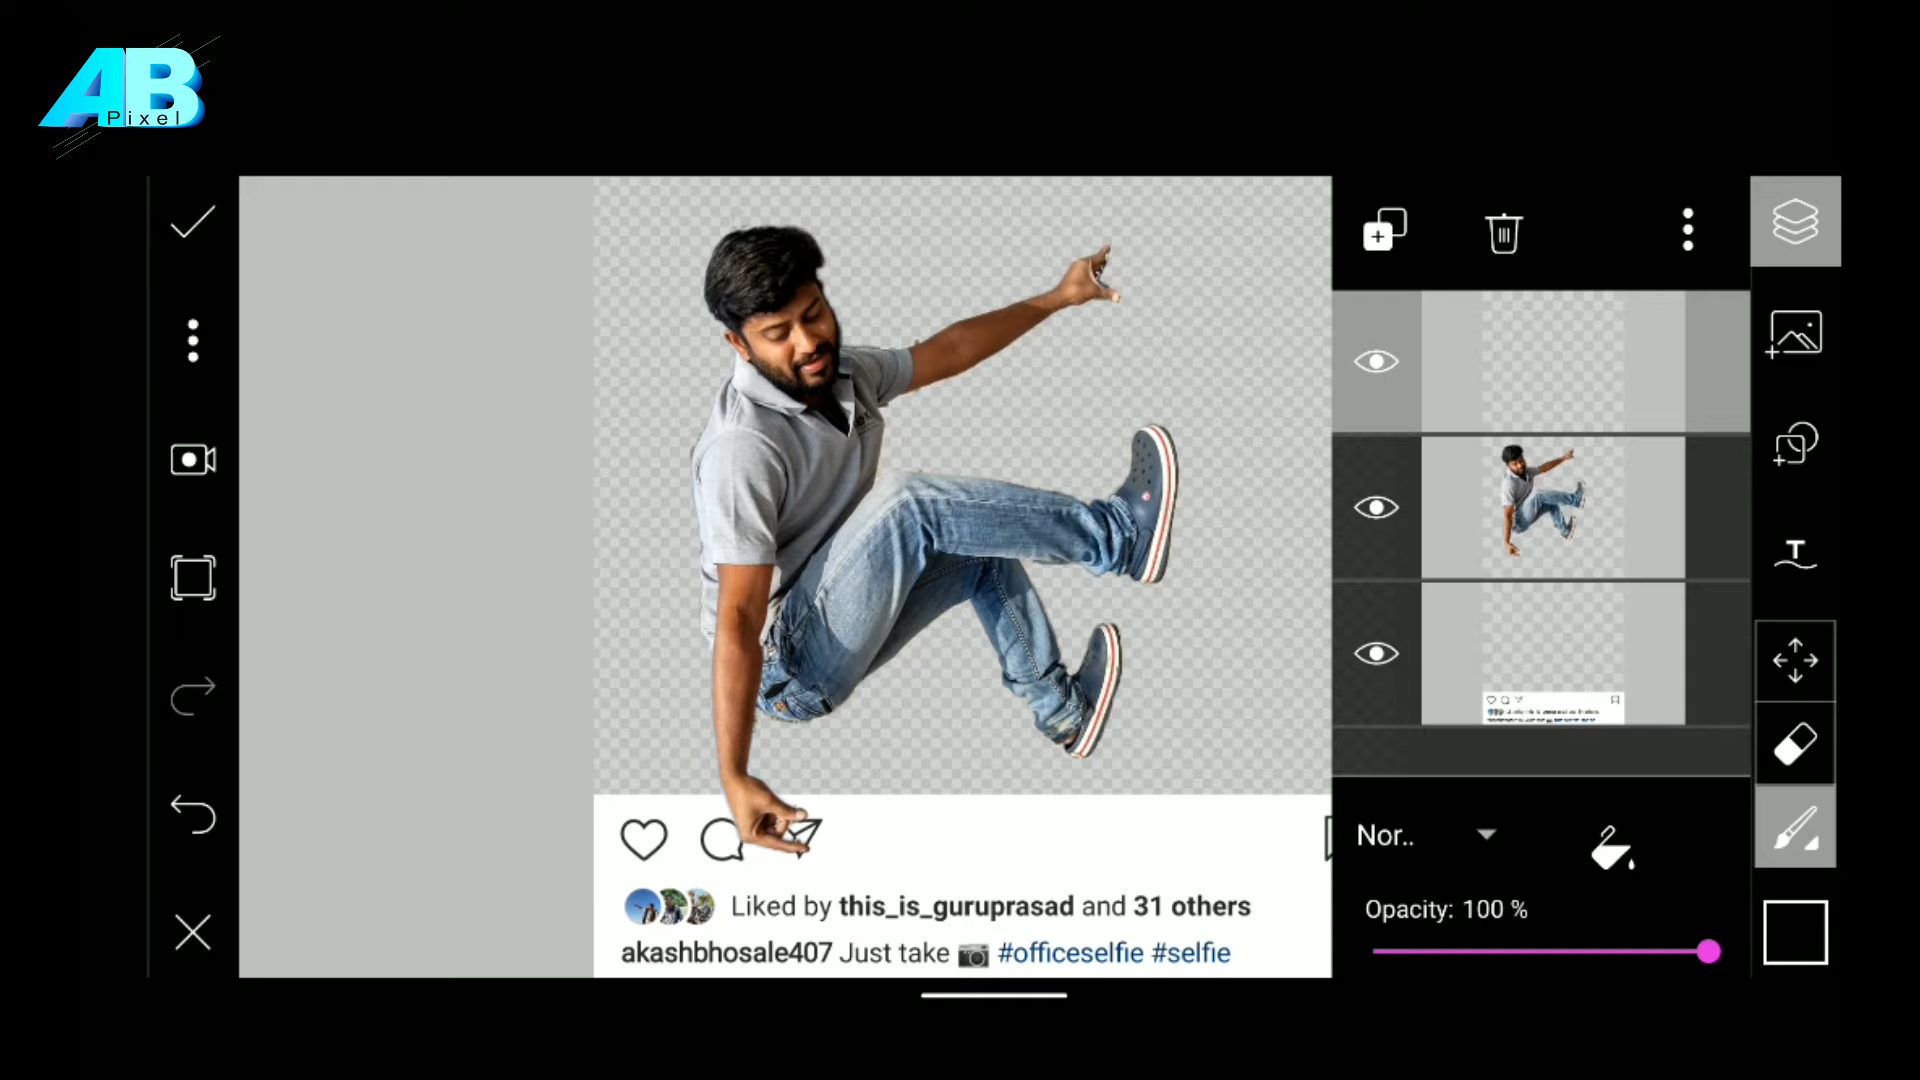 AB
Pixel
T
Nor..
Opacity: 100 %
Liked by this_is_guruprasad and 31 others
akashbhosale407 Just take 📷 #officeselfie #selfie